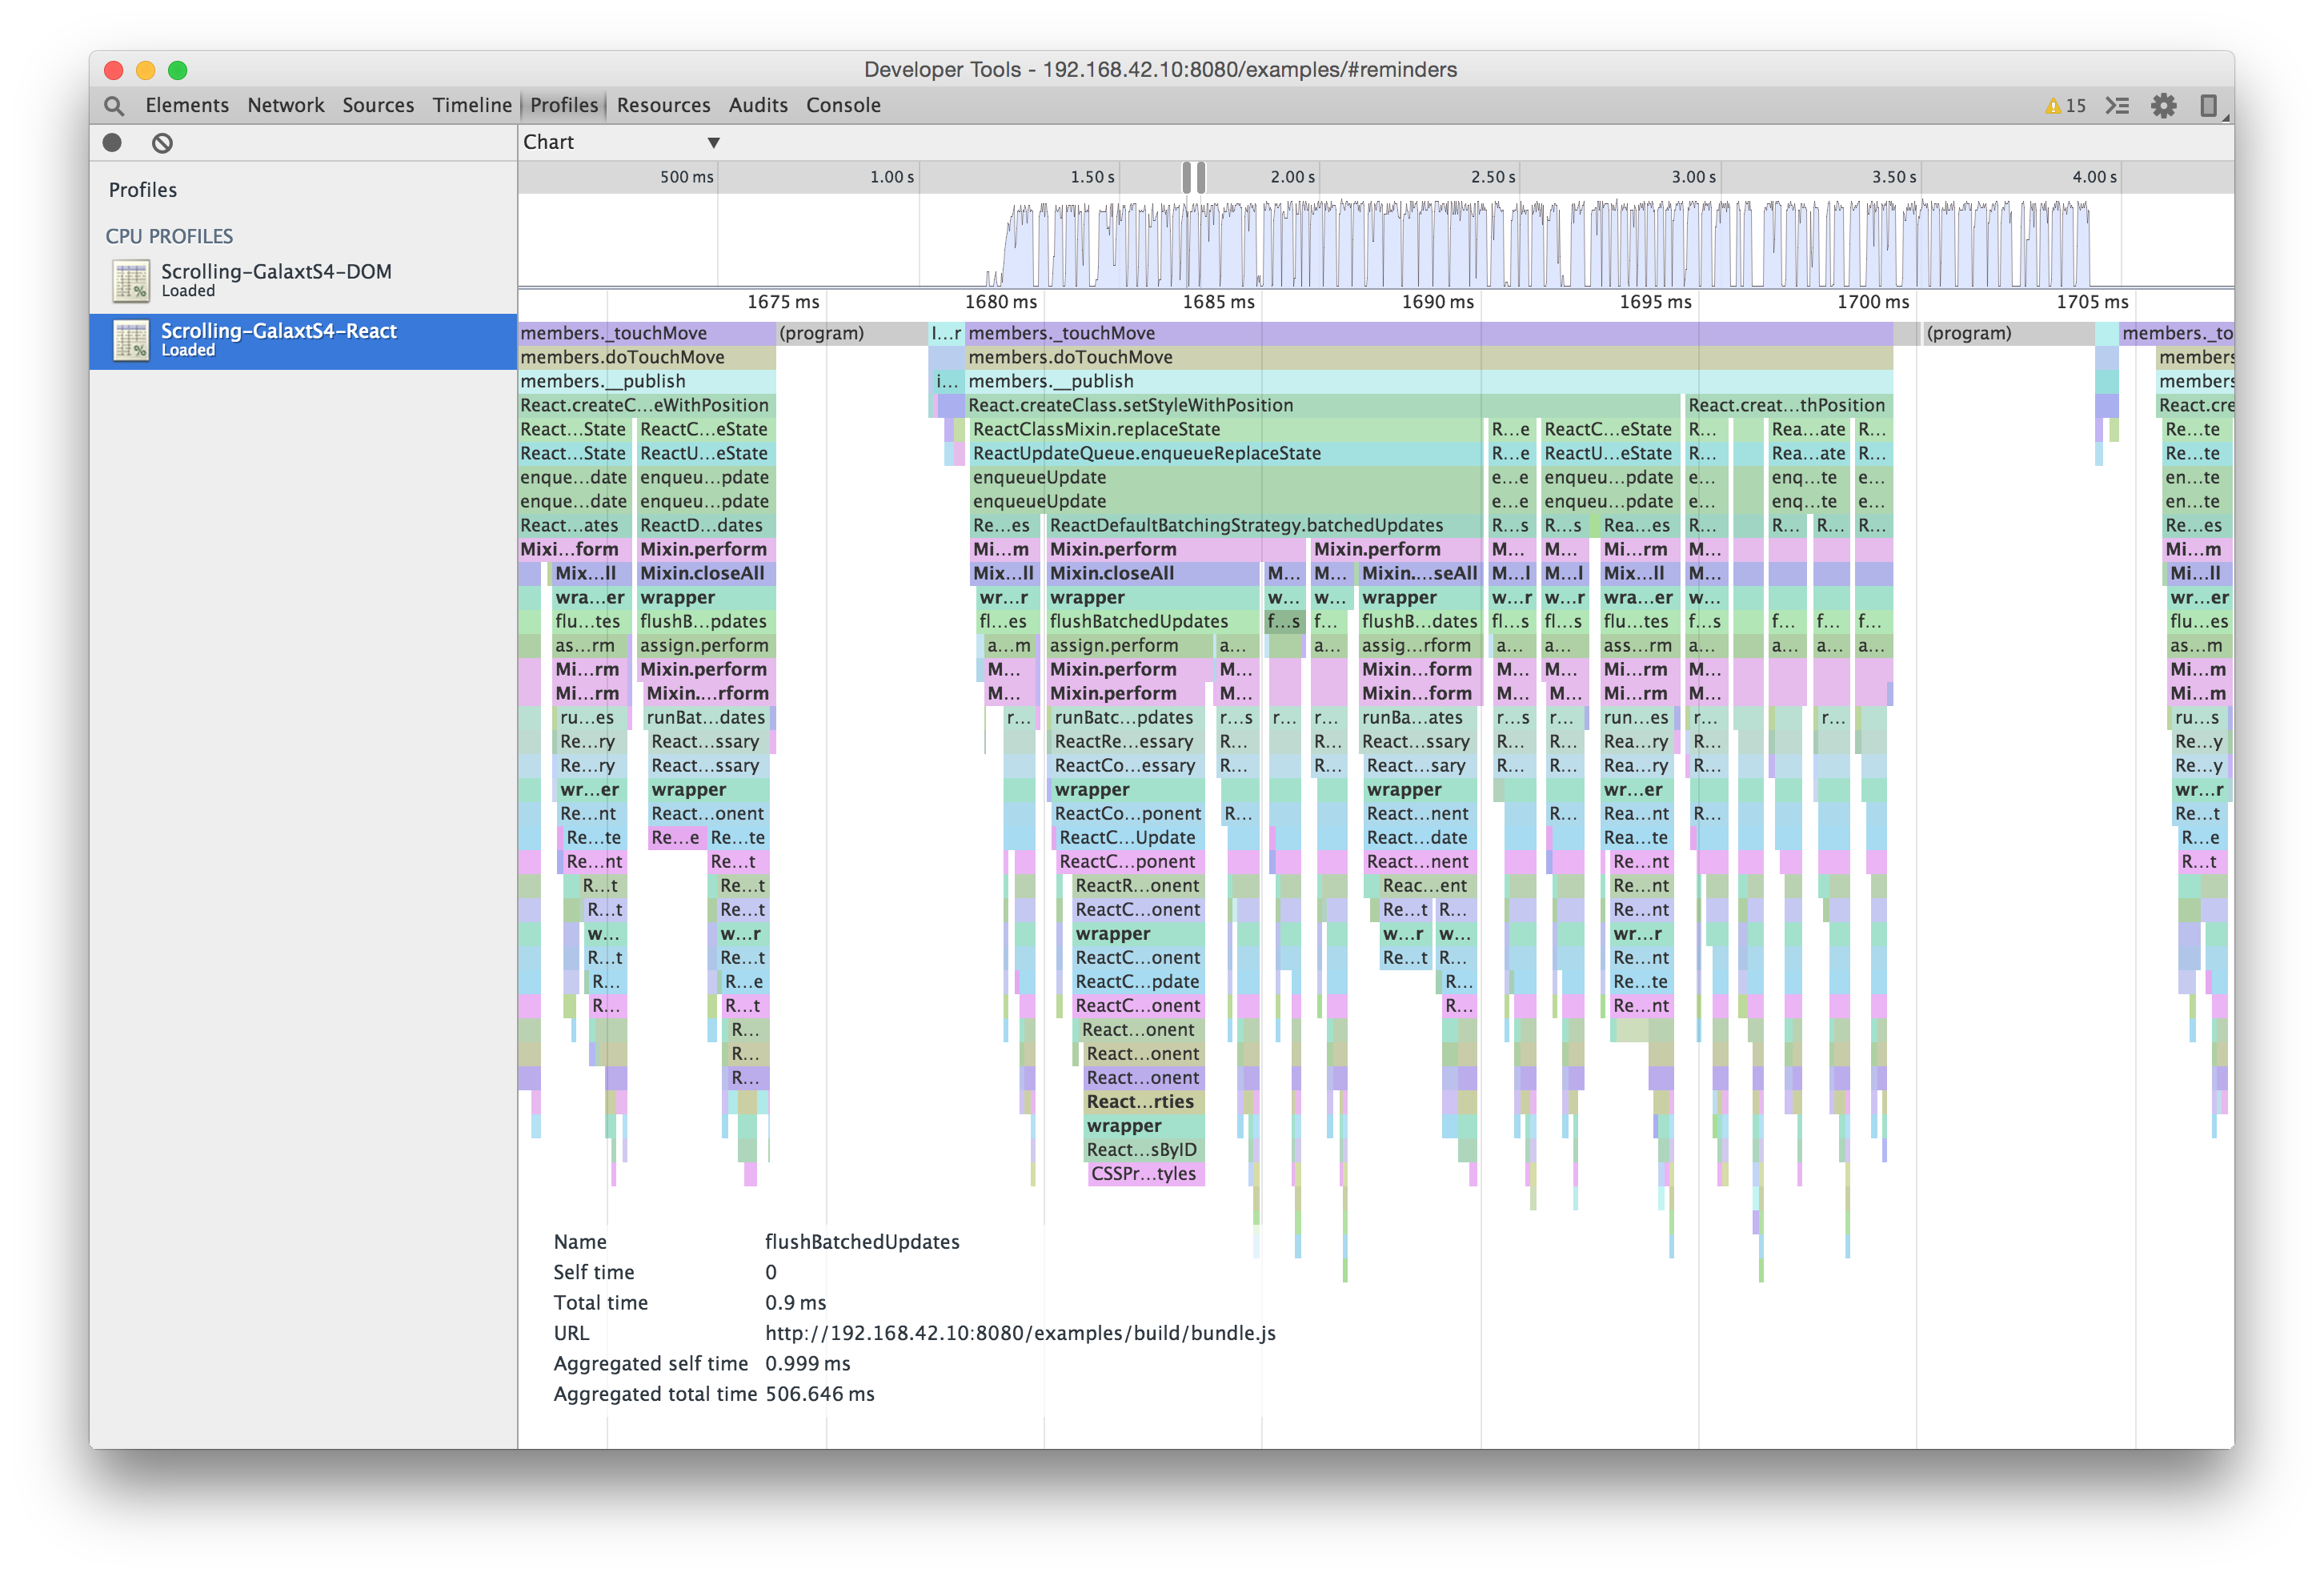 Developer Tools - 192.168.42.10:8080/examples/#reminders
Elements Network Sources Timeline Profiles Resources Audits Console 15
Chart ▼
Profiles
CPU PROFILES
Scrolling-GalaxtS4-DOM
Loaded
Scrolling-GalaxtS4-React
Loaded
500 ms 1.00 s 1.50 s 2.00 s 2.50 s 3.00 s 3.50 s 4.00 s
1675 ms 1680 ms 1685 ms 1690 ms 1695 ms 1700 ms 1705 ms
members._touchMove (program) I...r members._touchMove (program) members._to
members.doTouchMove members.doTouchMove members
members.__publish i... members.__publish members
React.createC...eWithPosition React.createClass.setStyleWithPosition React.creat...thPosition React.cre
React...State ReactC...eState ReactClassMixin.replaceState R...e ReactC...eState R... Rea...ate R... Re...te
React...State ReactU...eState ReactUpdateQueue.enqueueReplaceState R...e ReactU...eState R... Rea...ate R... Re...te
enque...date enqueu...pdate enqueueUpdate e...e enqueu...pdate e... enq...te e... en...te
enque...date enqueu...pdate enqueueUpdate e...e enqueu...pdate e... enq...te e... en...te
React...ates ReactD...dates Re...es ReactDefaultBatchingStrategy.batchedUpdates R...s R...s Rea...es R... R... R... R... Re...es
Mixi...form Mixin.perform Mi...m Mixin.perform Mixin.perform M... M... Mi...rm M... Mi...m
Mix...ll Mixin.closeAll Mix...ll Mixin.closeAll M... M... Mixin....seAll M...l M...l Mix...ll M... Mi...ll
wra...er wrapper wr...r wrapper w... w... wrapper w...r w...r wra...er w... wr...er
flu...tes flushB...pdates fl...es flushBatchedUpdates f...s f... flushB...dates fl...s fl...s flu...tes f...s f... f... f... flu...es
as...rm assign.perform a...m assign.perform a... a... assig...rform a... a... ass...rm a... a... a... a... as...m
Mi...rm Mixin.perform M... Mixin.perform M... Mixin...form M... M... Mi...rm M... Mi...m
Mi...rm Mixin....rform M... Mixin.perform M... Mixin...form M... M... Mi...rm M... Mi...m
ru...es runBat...dates r... runBatc...pdates r...s r... r... runBa...ates r...s r... run...es r... r... ru...s
Re...ry React...ssary ReactRe...essary R... R... React...ssary R... R... Rea...ry R... Re...y
Re...ry React...ssary ReactCo...essary R... R... React...sary R... R... Rea...ry R... Re...y
wr...er wrapper wrapper wrapper wr...er wr...r
Re...nt React...onent ReactCo...ponent R... React...nent R... Rea...nt R... Re...t
Re...te Re...e Re...te ReactC...Update React...date Rea...te R...e
Re...nt Re...t ReactC...ponent React...nent Re...nt R...t
R...t Re...t ReactR...onent Reac...ent Re...nt
R...t Re...t ReactC...onent Re...t R... Re...nt
w... w...r wrapper w...r w... wr...r
R...t Re...t ReactC...onent Re...t R... Re...nt
R... R...e ReactC...pdate R... Re...te
R... R...t ReactC...onent R... Re...nt
R... React...onent
R... React...onent
R... React...onent
React...rties
wrapper
React...sByID
CSSPr...tyles
Name flushBatchedUpdates
Self time 0
Total time 0.9 ms
URL http://192.168.42.10:8080/examples/build/bundle.js
Aggregated self time 0.999 ms
Aggregated total time 506.646 ms